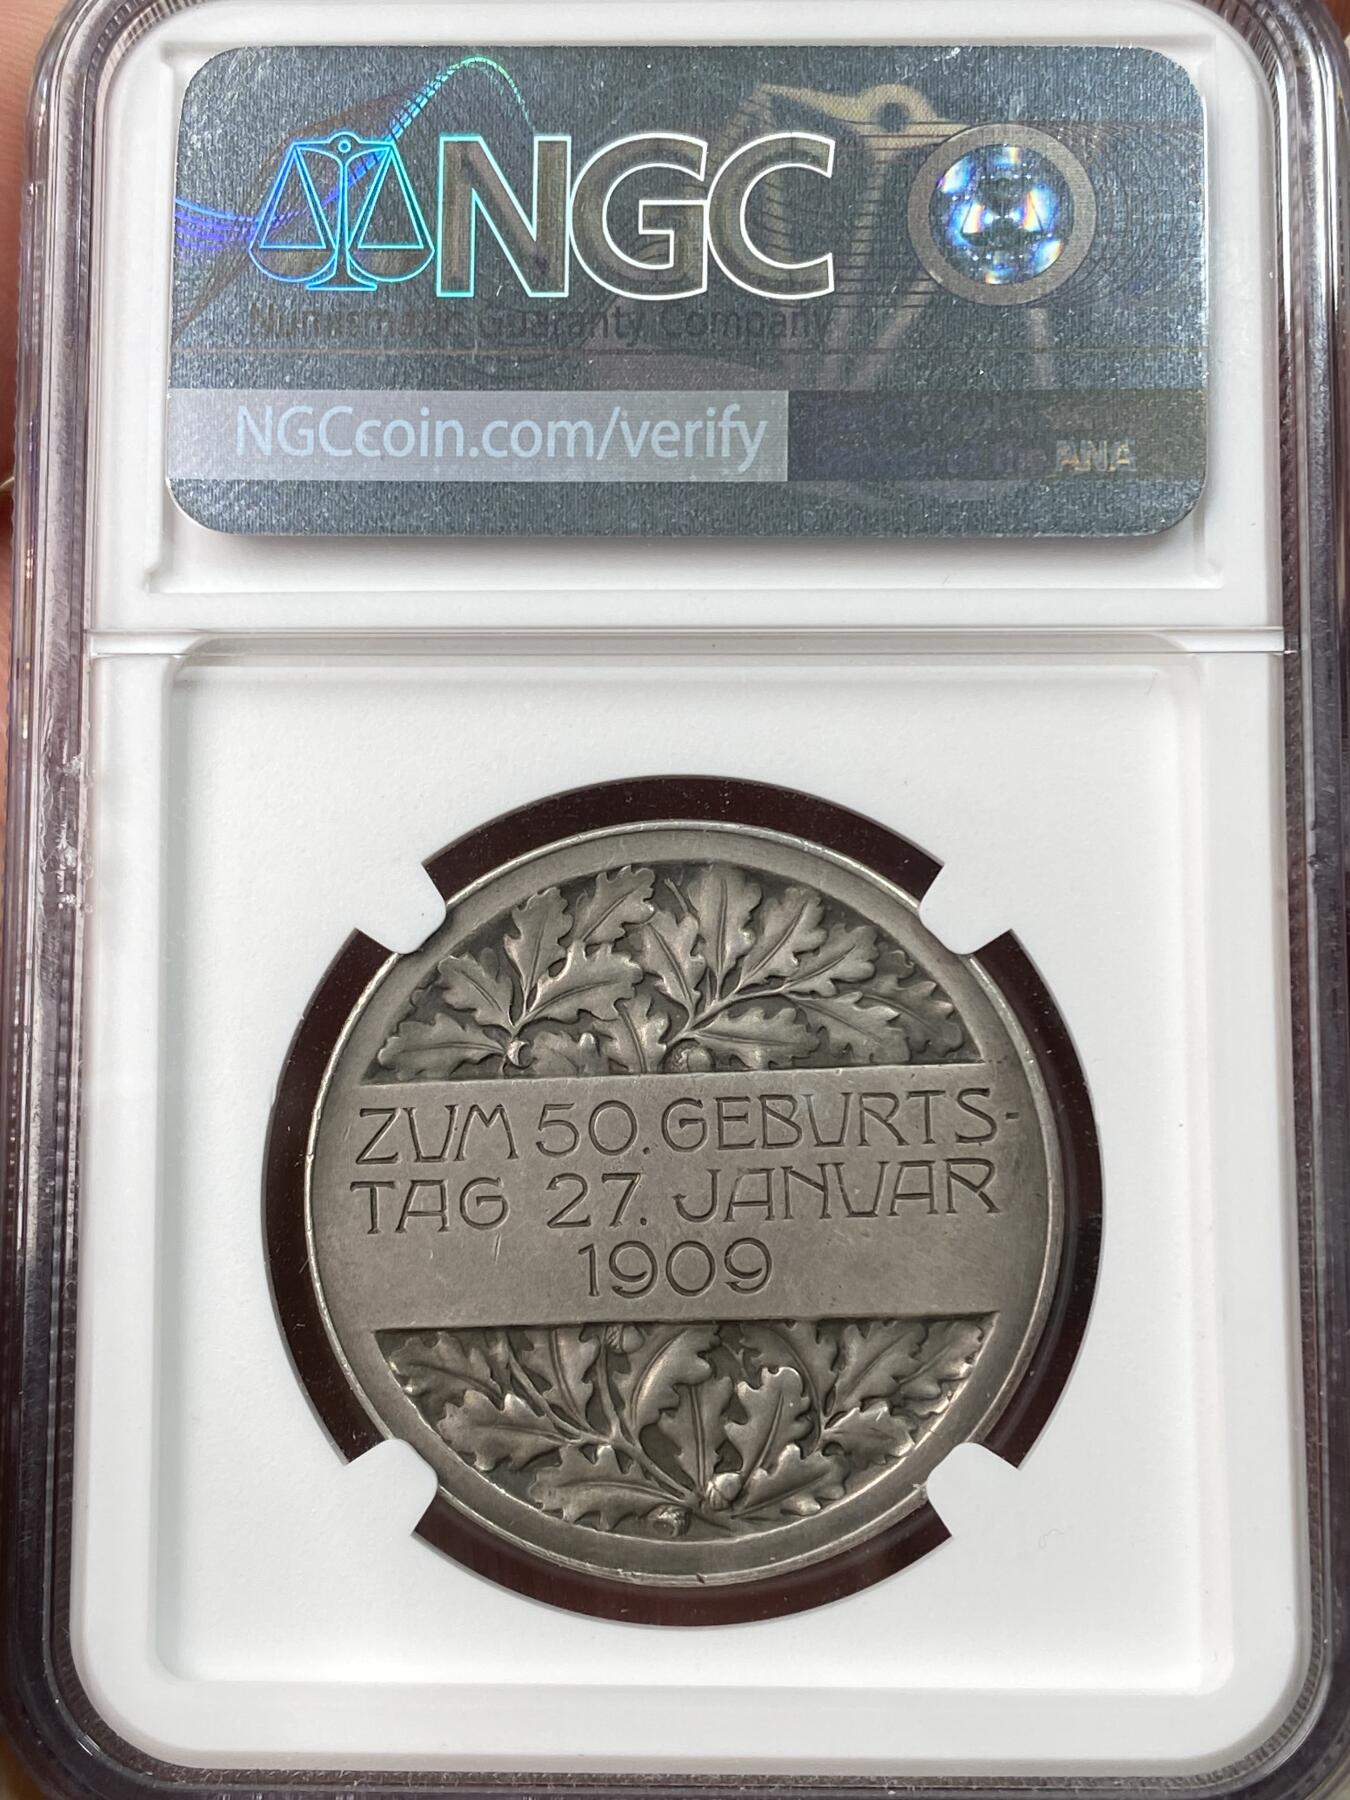 NGC
Numismatic Guaranty Company
NGCcoin.com/verify
ANA
ZUM 50. GEBURTS-
TAG 27. JANUAR
1909